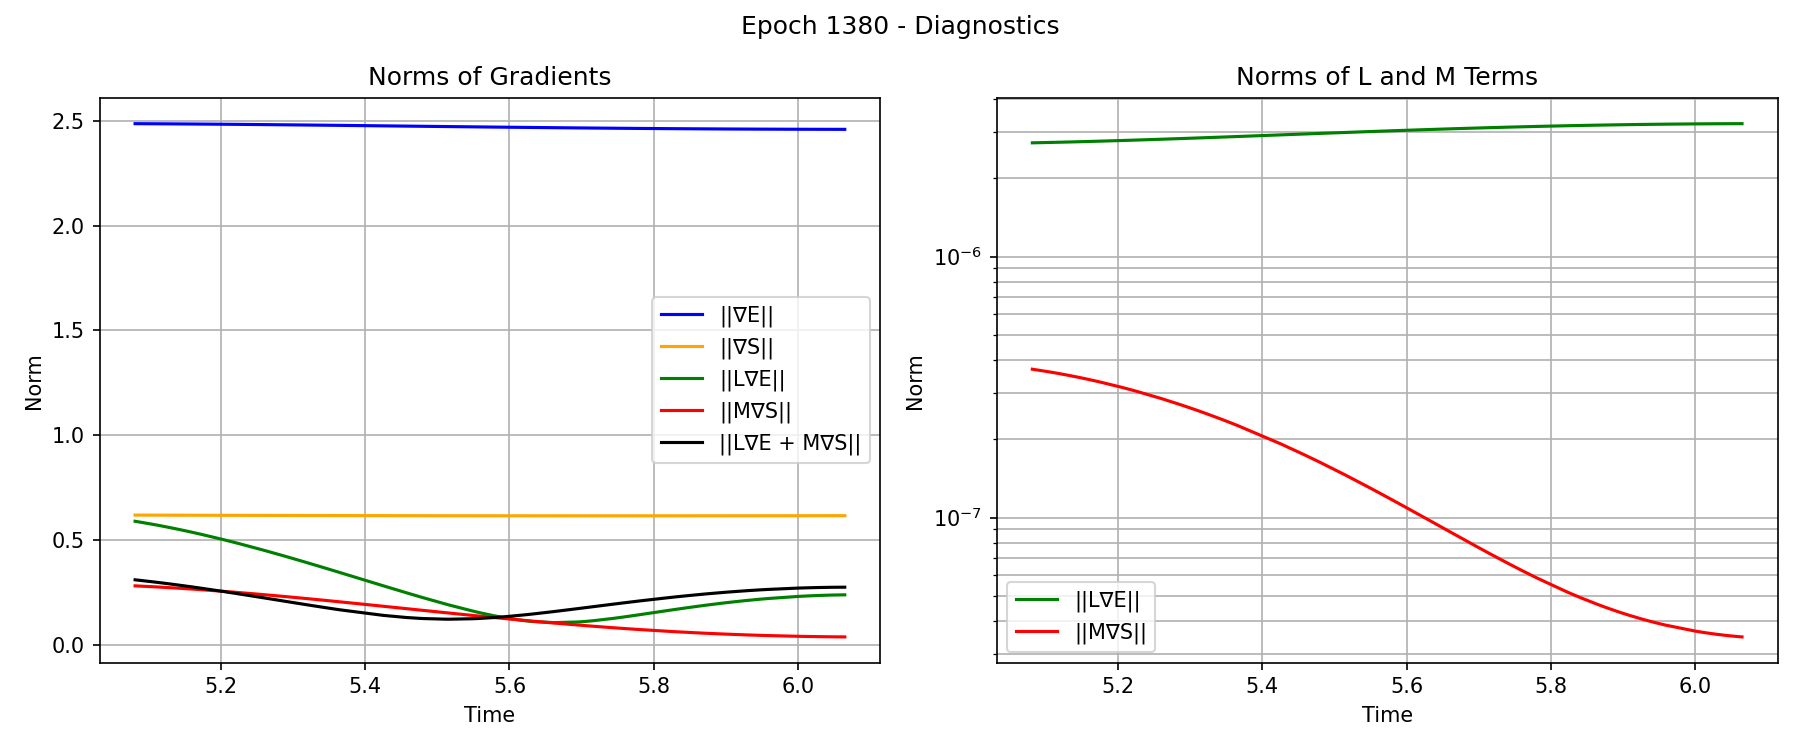 Epoch 1380 - Diagnostics
Norms of Gradients
2.5
2.0
1.5
1.0
0.5
0.0
Norm
5.2 5.4 5.6 5.8 6.0
Time
||∇E||
||∇S||
||L∇E||
||M∇S||
||L∇E + M∇S||
Norms of L and M Terms
10⁻⁶
10⁻⁷
Norm
5.2 5.4 5.6 5.8 6.0
Time
||L∇E||
||M∇S||